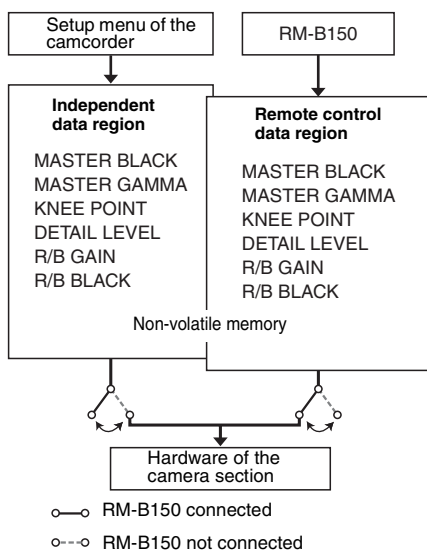 Setup menu of the
camcorder
RM-B150
Independent
data region
MASTER BLACK
MASTER GAMMA
KNEE POINT
DETAIL LEVEL
R/B GAIN
R/B BLACK
Remote control
data region
MASTER BLACK
MASTER GAMMA
KNEE POINT
DETAIL LEVEL
R/B GAIN
R/B BLACK
Non-volatile memory
Hardware of the
camera section
RM-B150 connected
RM-B150 not connected